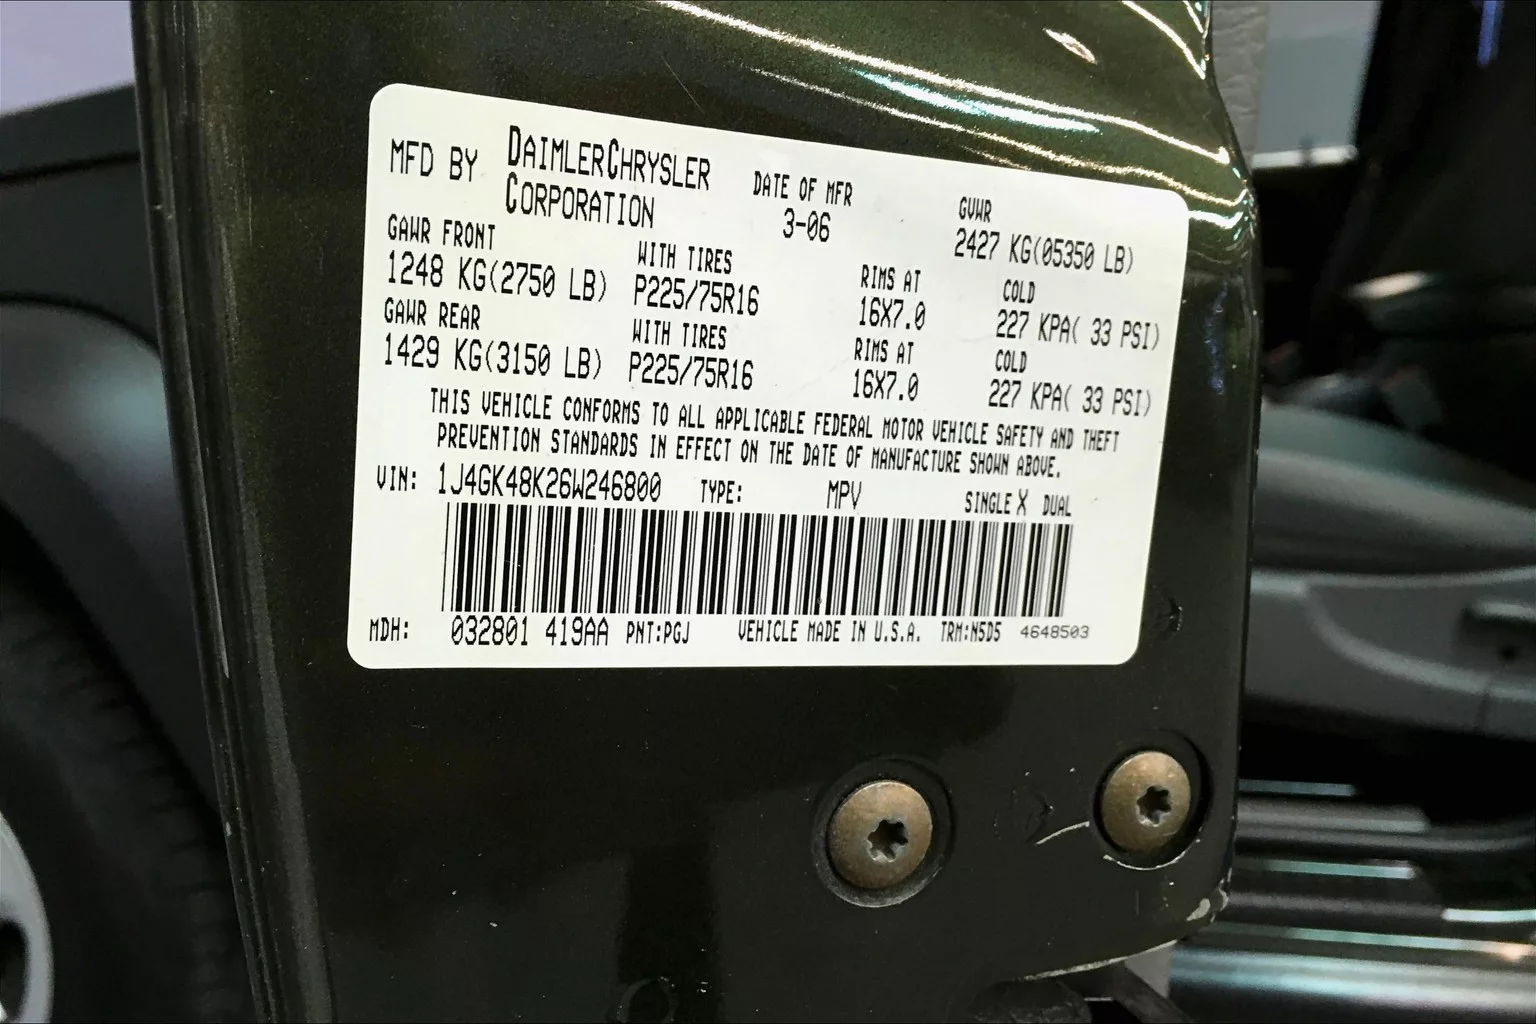 MFD BY DAIMLERCHRYSLER CORPORATION DATE OF MFR 3-06 GVWR 2427 KG(05350 LB)
GAWR FRONT WITH TIRES RIMS AT COLD
1248 KG(2750 LB) P225/75R16 16X7.0 227 KPA( 33 PSI)
GAWR REAR WITH TIRES RIMS AT COLD
1429 KG(3150 LB) P225/75R16 16X7.0 227 KPA( 33 PSI)
THIS VEHICLE CONFORMS TO ALL APPLICABLE FEDERAL MOTOR VEHICLE SAFETY AND THEFT
PREVENTION STANDARDS IN EFFECT ON THE DATE OF MANUFACTURE SHOWN ABOVE.
VIN: 1J4GK48K26W246800 TYPE: MPV SINGLE X DUAL
MDH: 032801 419AA PNT:PGJ VEHICLE MADE IN U.S.A. TRM:N5D5 4648503